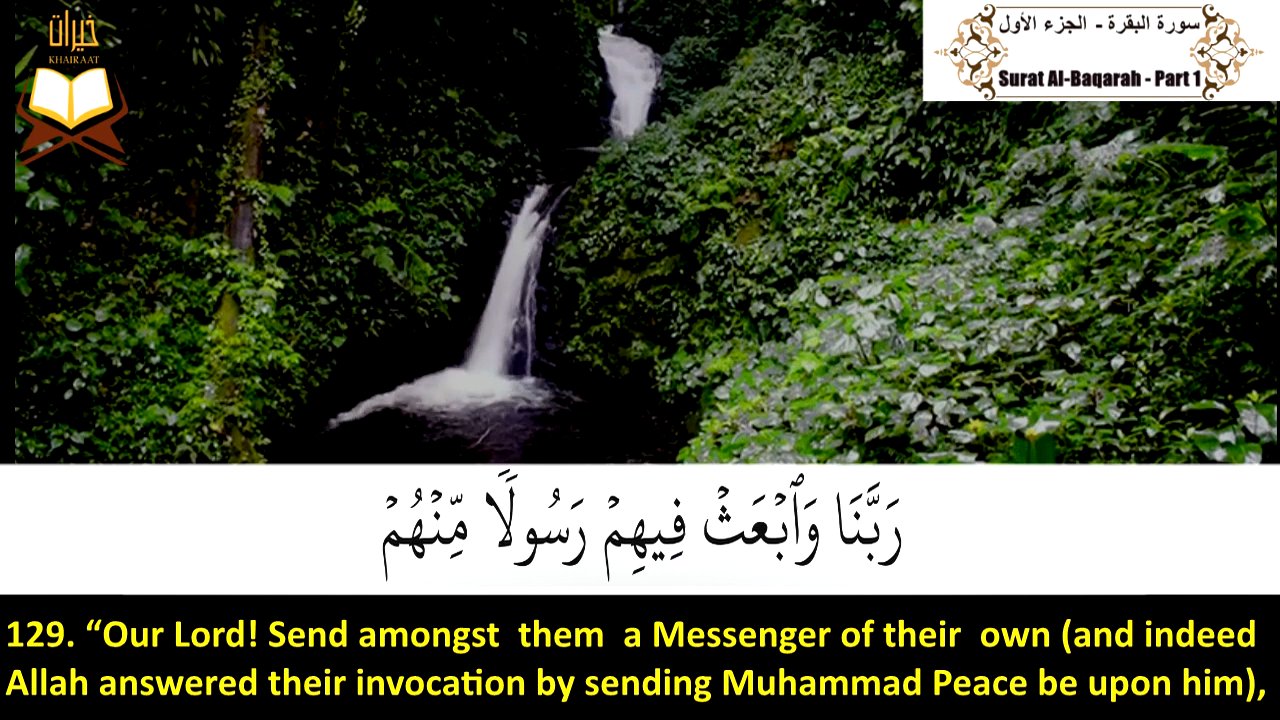 خيرات
KHAIRAAT
سورة البقرة - الجزء الأول
Surat Al-Baqarah - Part 1
رَبَّنَا وَٱبۡعَثۡ فِيهِمۡ رَسُولٗا مِّنۡهُمۡ
129. “Our Lord! Send amongst them a Messenger of their own (and indeed
Allah answered their invocation by sending Muhammad Peace be upon him),